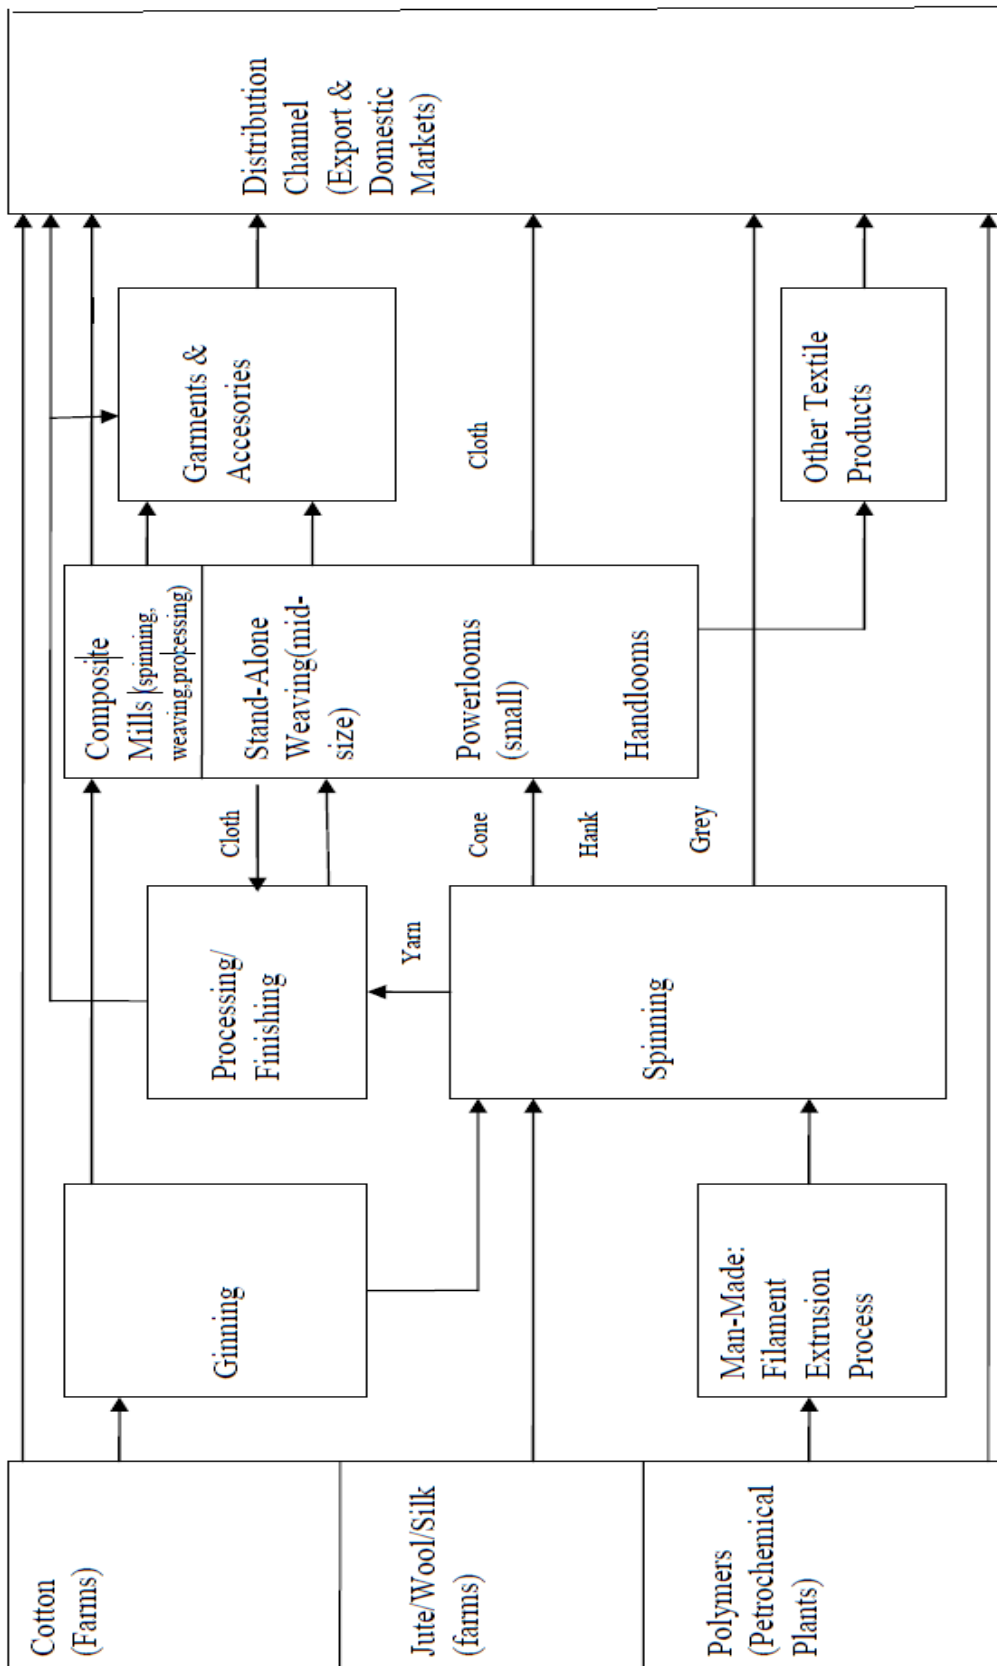 Cotton
(Farms)
Jute/Wool/Silk
(farms)
Polymers
(Petrochemical
Plants)
Ginning
Man-Made:
Filament
Extrusion
Process
Processing/
Finishing
Yarn
Spinning
Cloth
Cone
Hank
Grey
Composite
Mills (spinning,
weaving,processing)
Stand-Alone
Weaving(mid-
size)
Powerlooms
(small)
Handlooms
Garments &
Accesories
Cloth
Other Textile
Products
Distribution
Channel
(Export &
Domestic
Markets)